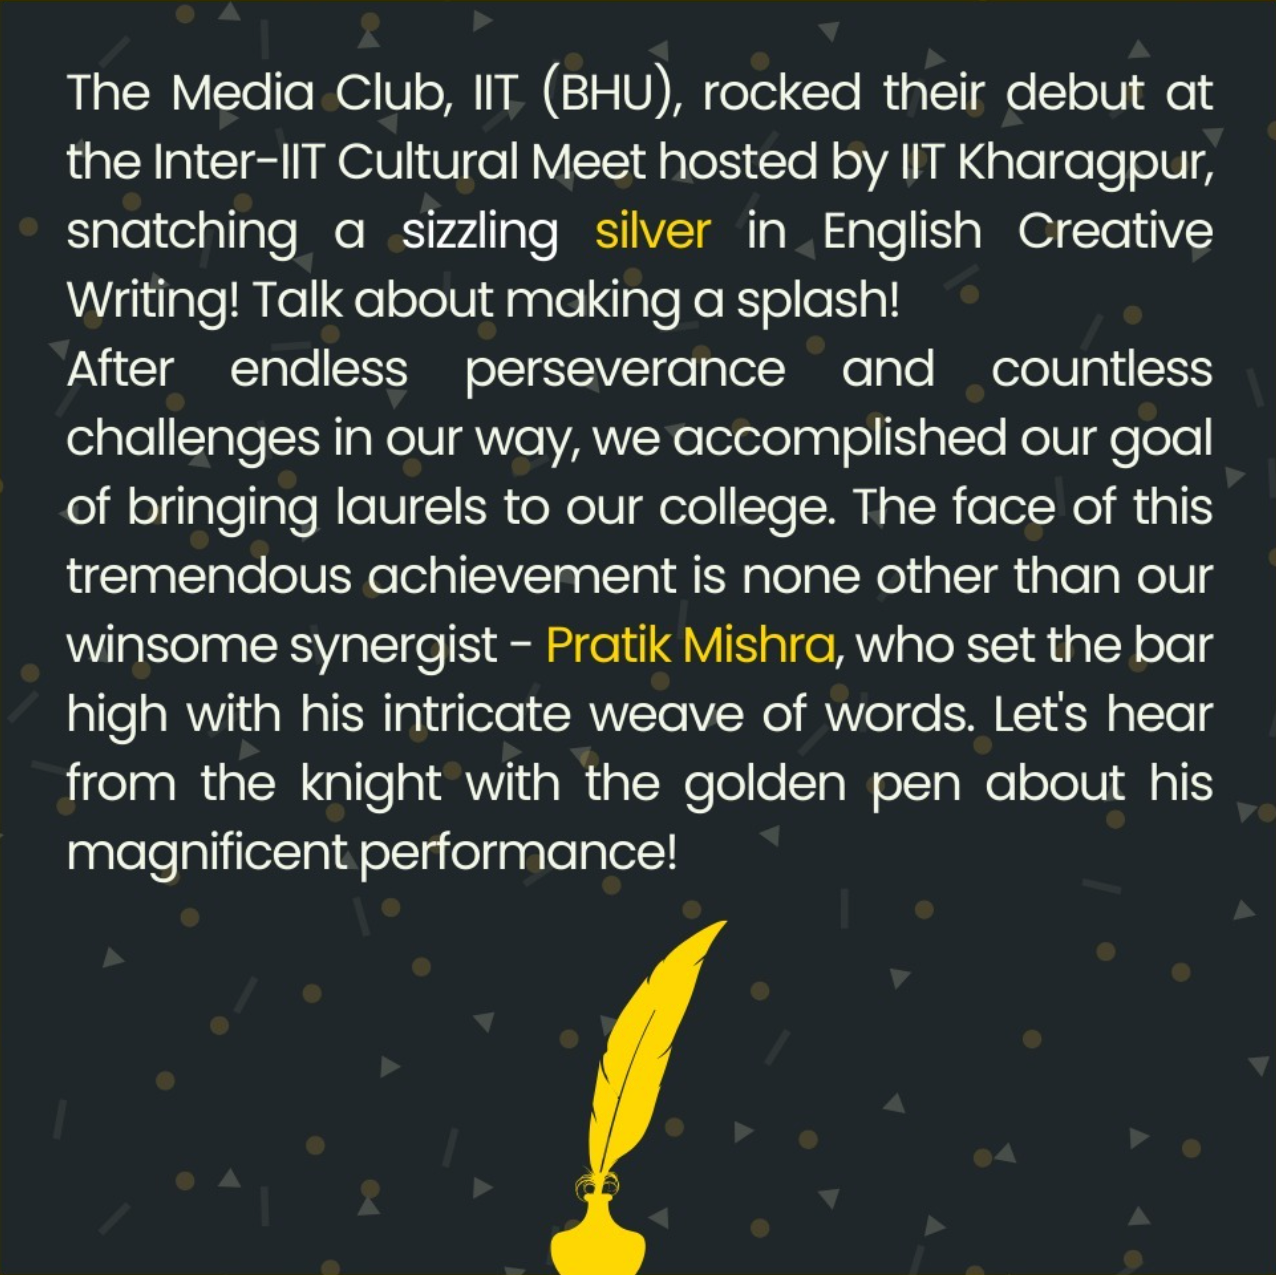 The Media Club, IIT (BHU), rocked their debut at
the Inter-IIT Cultural Meet hosted by IIT Kharagpur,
snatching a sizzling silver in English Creative
Writing! Talk about making a splash!
After endless perseverance and countless
challenges in our way, we accomplished our goal
of bringing laurels to our college. The face of this
tremendous achievement is none other than our
winsome synergist - Pratik Mishra, who set the bar
high with his intricate weave of words. Let's hear
from the knight with the golden pen about his
magnificent performance!